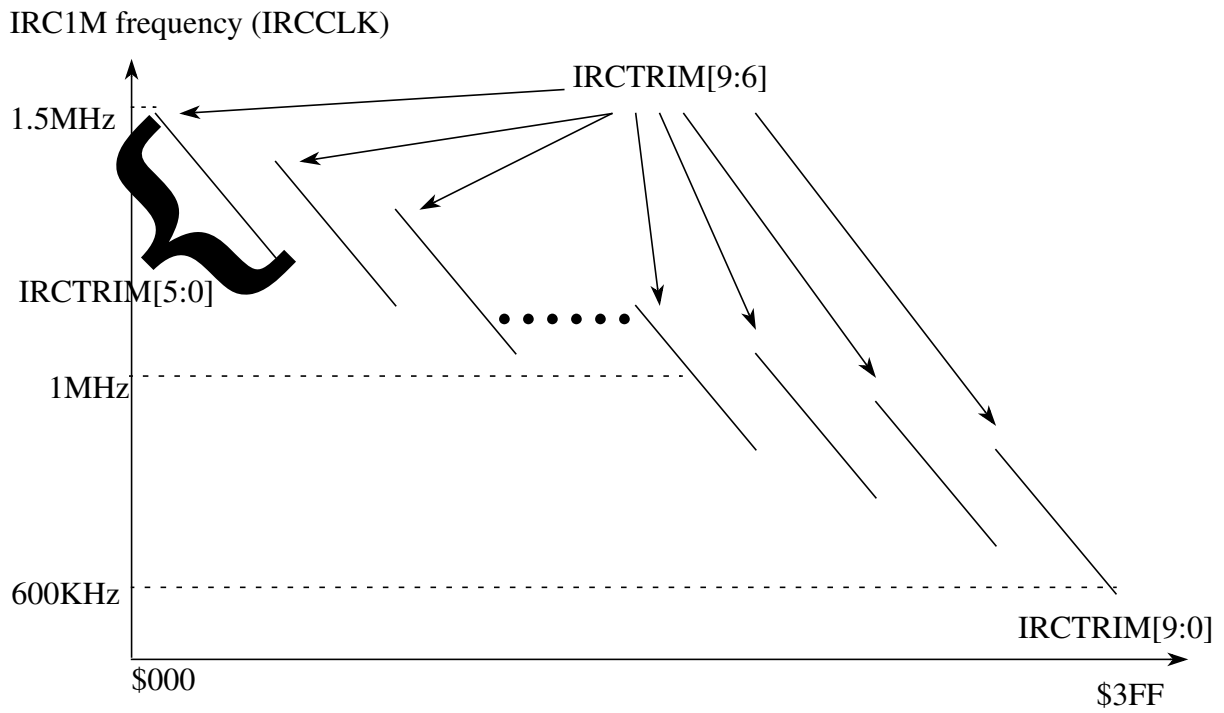 IRC1M frequency (IRCCLK)
IRCTRIM[9:6]
1.5MHz
IRCTRIM[5:0]
1MHz
600KHz
IRCTRIM[9:0]
$000
$3FF